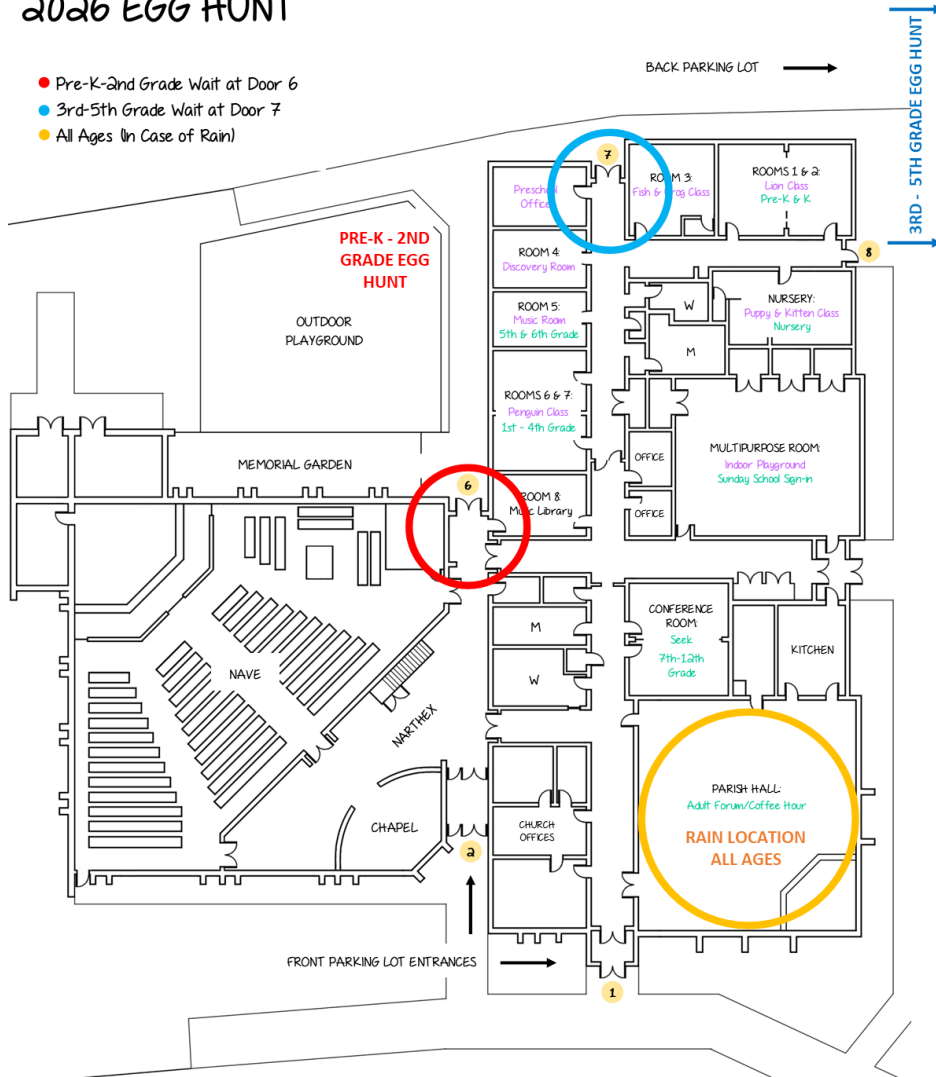 2026 EGG HUNT
Pre-K-2nd Grade Wait at Door 6
3rd-5th Grade Wait at Door 7
All Ages (In Case of Rain)
BACK PARKING LOT
3RD - 5TH GRADE EGG HUNT
7
Preschool
Office
ROOM 3:
Fish & Frog Class
ROOMS 1 & 2:
Lion Class
Pre-K & K
8
PRE-K - 2ND
GRADE EGG
HUNT
OUTDOOR
PLAYGROUND
ROOM 4:
Discovery Room
ROOM 5:
Music Room
5th & 6th Grade
W
M
NURSERY:
Puppy & Kitten Class
Nursery
ROOMS 6 & 7:
Penguin Class
1st - 4th Grade
OFFICE
OFFICE
MULTIPURPOSE ROOM:
Indoor Playground
Sunday School Sign-in
MEMORIAL GARDEN
6
ROOM 8:
Music Library
M
W
CONFERENCE
ROOM:
Seek
7th-12th
Grade
KITCHEN
NAVE
NARTHEX
CHAPEL
2
CHURCH
OFFICES
PARISH HALL:
Adult Forum/Coffee Hour
RAIN LOCATION
ALL AGES
FRONT PARKING LOT ENTRANCES
1